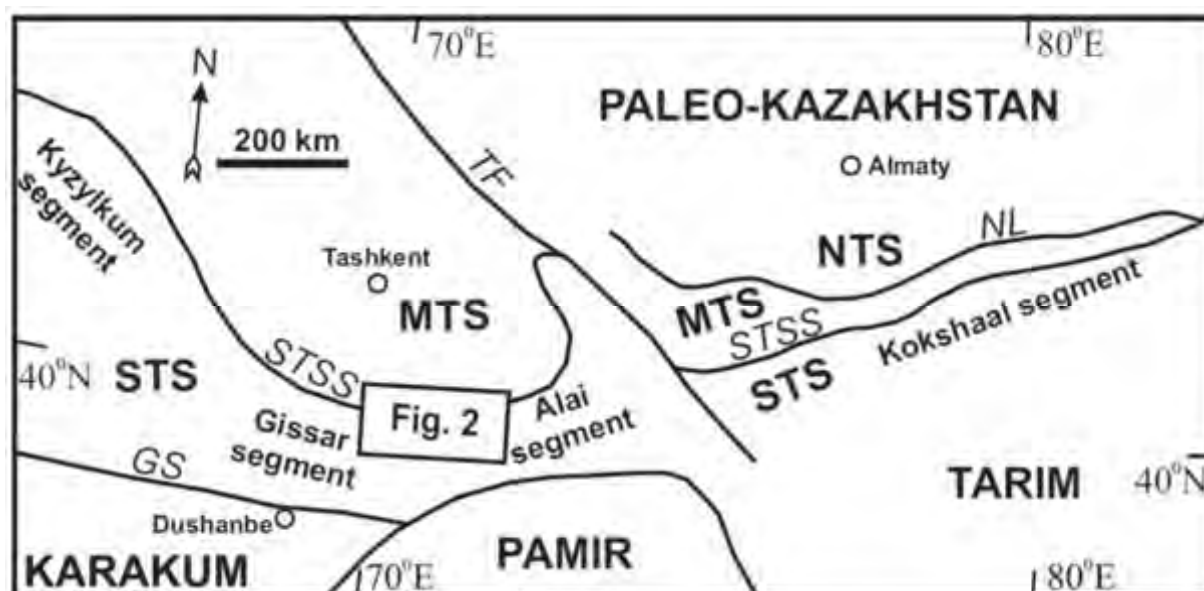 70°E
80°E
N
PALEO-KAZAKHSTAN
200 km
TF
Almaty
Kyzylkum
segment
NL
NTS
Tashkent
MTS
MTS
STSS
Kokshaal segment
40°N
STS
STSS
STS
Alai
segment
Fig. 2
Gissar
segment
GS
TARIM
40°N
Dushanbe
PAMIR
KARAKUM
70°E
80°E